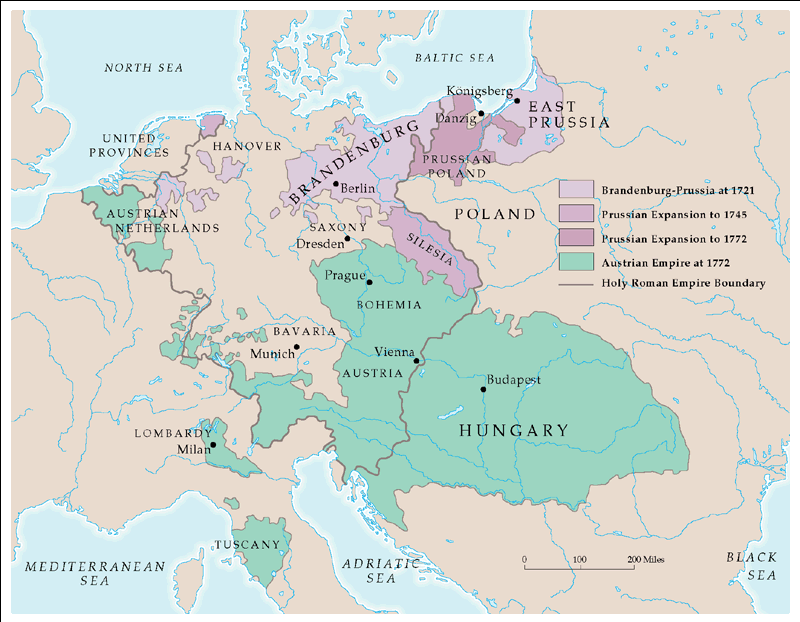 NORTH SEA
BALTIC SEA
Königsberg
EAST
PRUSSIA
Danzig
UNITED
PROVINCES
HANOVER
BRANDENBURG
PRUSSIAN
POLAND
Berlin
Brandenburg-Prussia at 1721
AUSTRIAN
NETHERLANDS
POLAND
Prussian Expansion to 1745
SAXONY
Dresden
SILESIA
Prussian Expansion to 1772
Austrian Empire at 1772
Prague
Holy Roman Empire Boundary
BOHEMIA
BAVARIA
Munich
Vienna
AUSTRIA
Budapest
LOMBARDY
Milan
HUNGARY
TUSCANY
MEDITERRANEAN
SEA
ADRIATIC
SEA
0 100 200 Miles
BLACK
SEA